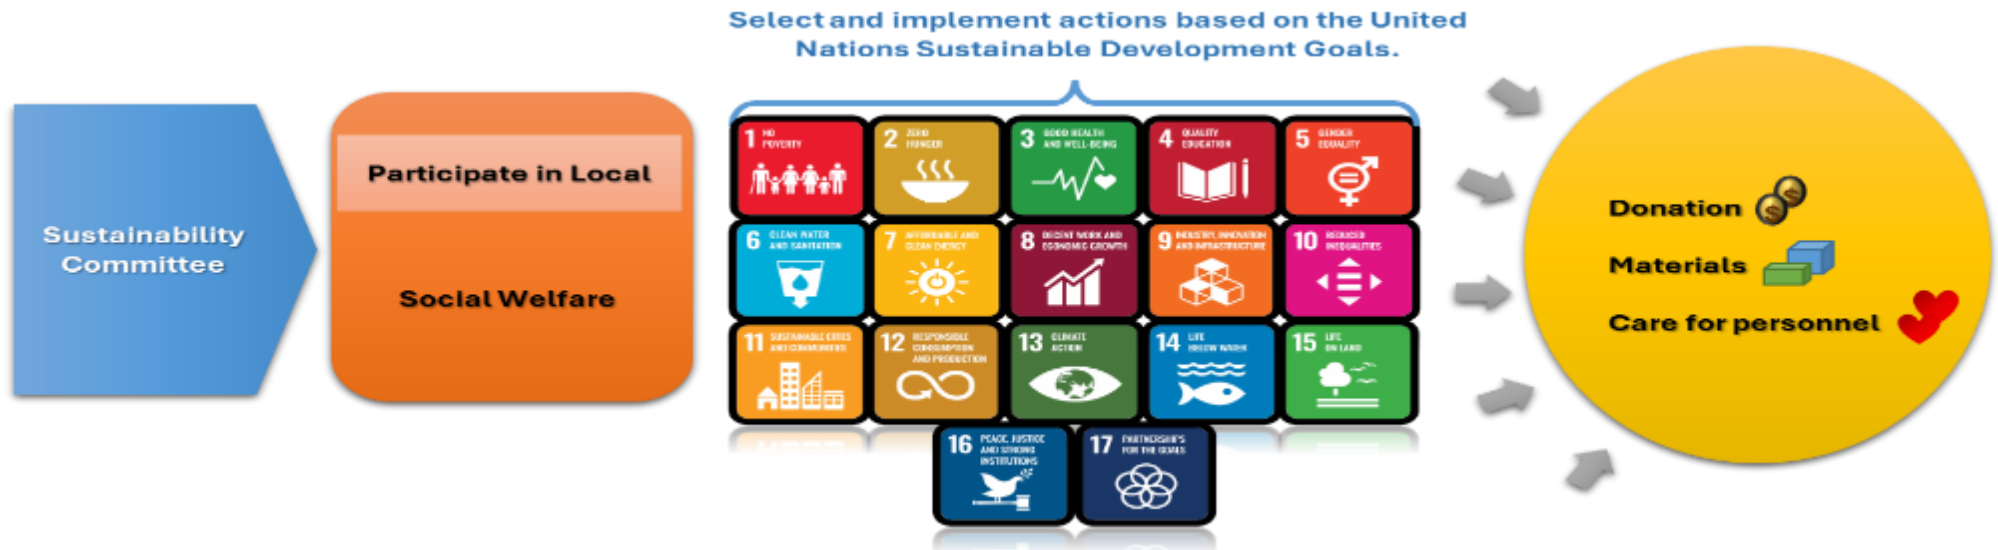 Select and implement actions based on the United
Nations Sustainable Development Goals.
Sustainability
Committee
Participate in Local
Social Welfare
1 NO
POVERTY
2 ZERO
HUNGER
3 GOOD HEALTH
AND WELL-BEING
4 QUALITY
EDUCATION
5 GENDER
EQUALITY
6 CLEAN WATER
AND SANITATION
7 AFFORDABLE AND
CLEAN ENERGY
8 DECENT WORK AND
ECONOMIC GROWTH
9 INDUSTRY, INNOVATION
AND INFRASTRUCTURE
10 REDUCED
INEQUALITIES
11 SUSTAINABLE CITIES
AND COMMUNITIES
12 RESPONSIBLE
CONSUMPTION
AND PRODUCTION
13 CLIMATE
ACTION
14 LIFE
BELOW WATER
15 LIFE
ON LAND
16 PEACE, JUSTICE
AND STRONG
INSTITUTIONS
17 PARTNERSHIPS
FOR THE GOALS
Donation
Materials
Care for personnel